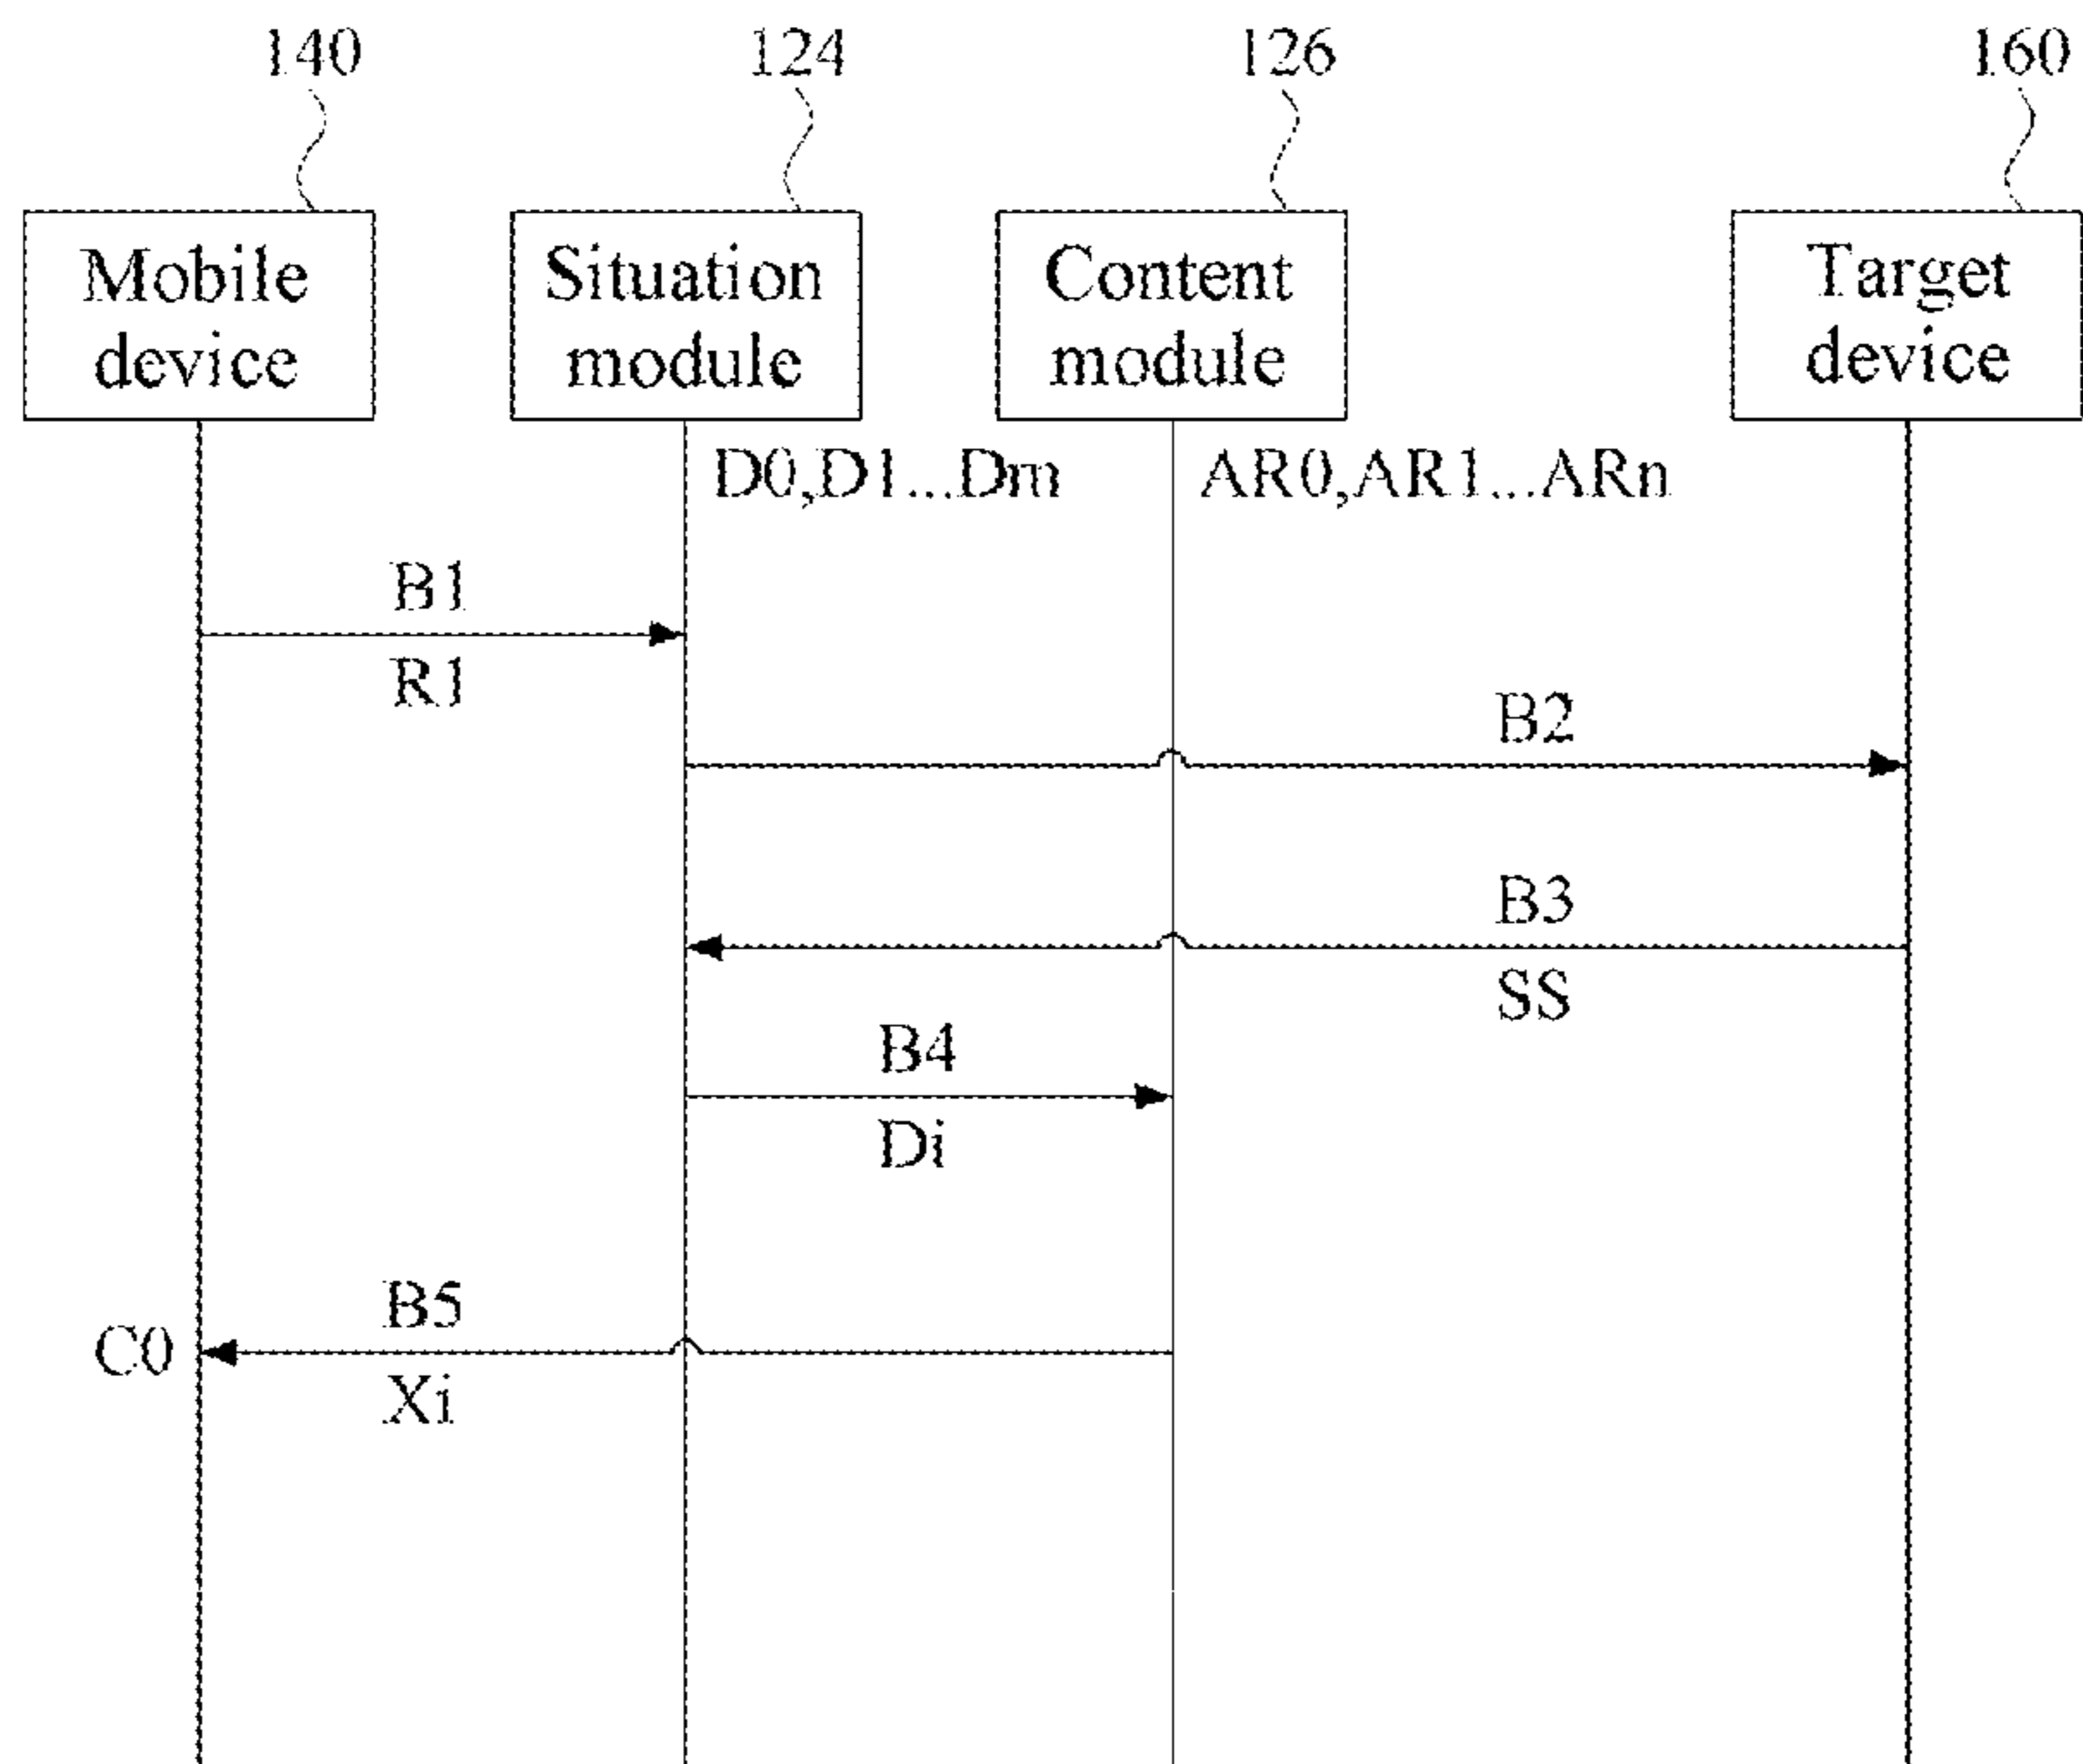 140
124
126
160
Mobile
device
Situation
module
Content
module
Target
device
D0,D1...Dm
AR0,AR1...ARn
B1
R1
B2
B3
SS
B4
Di
B5
C0
Xi